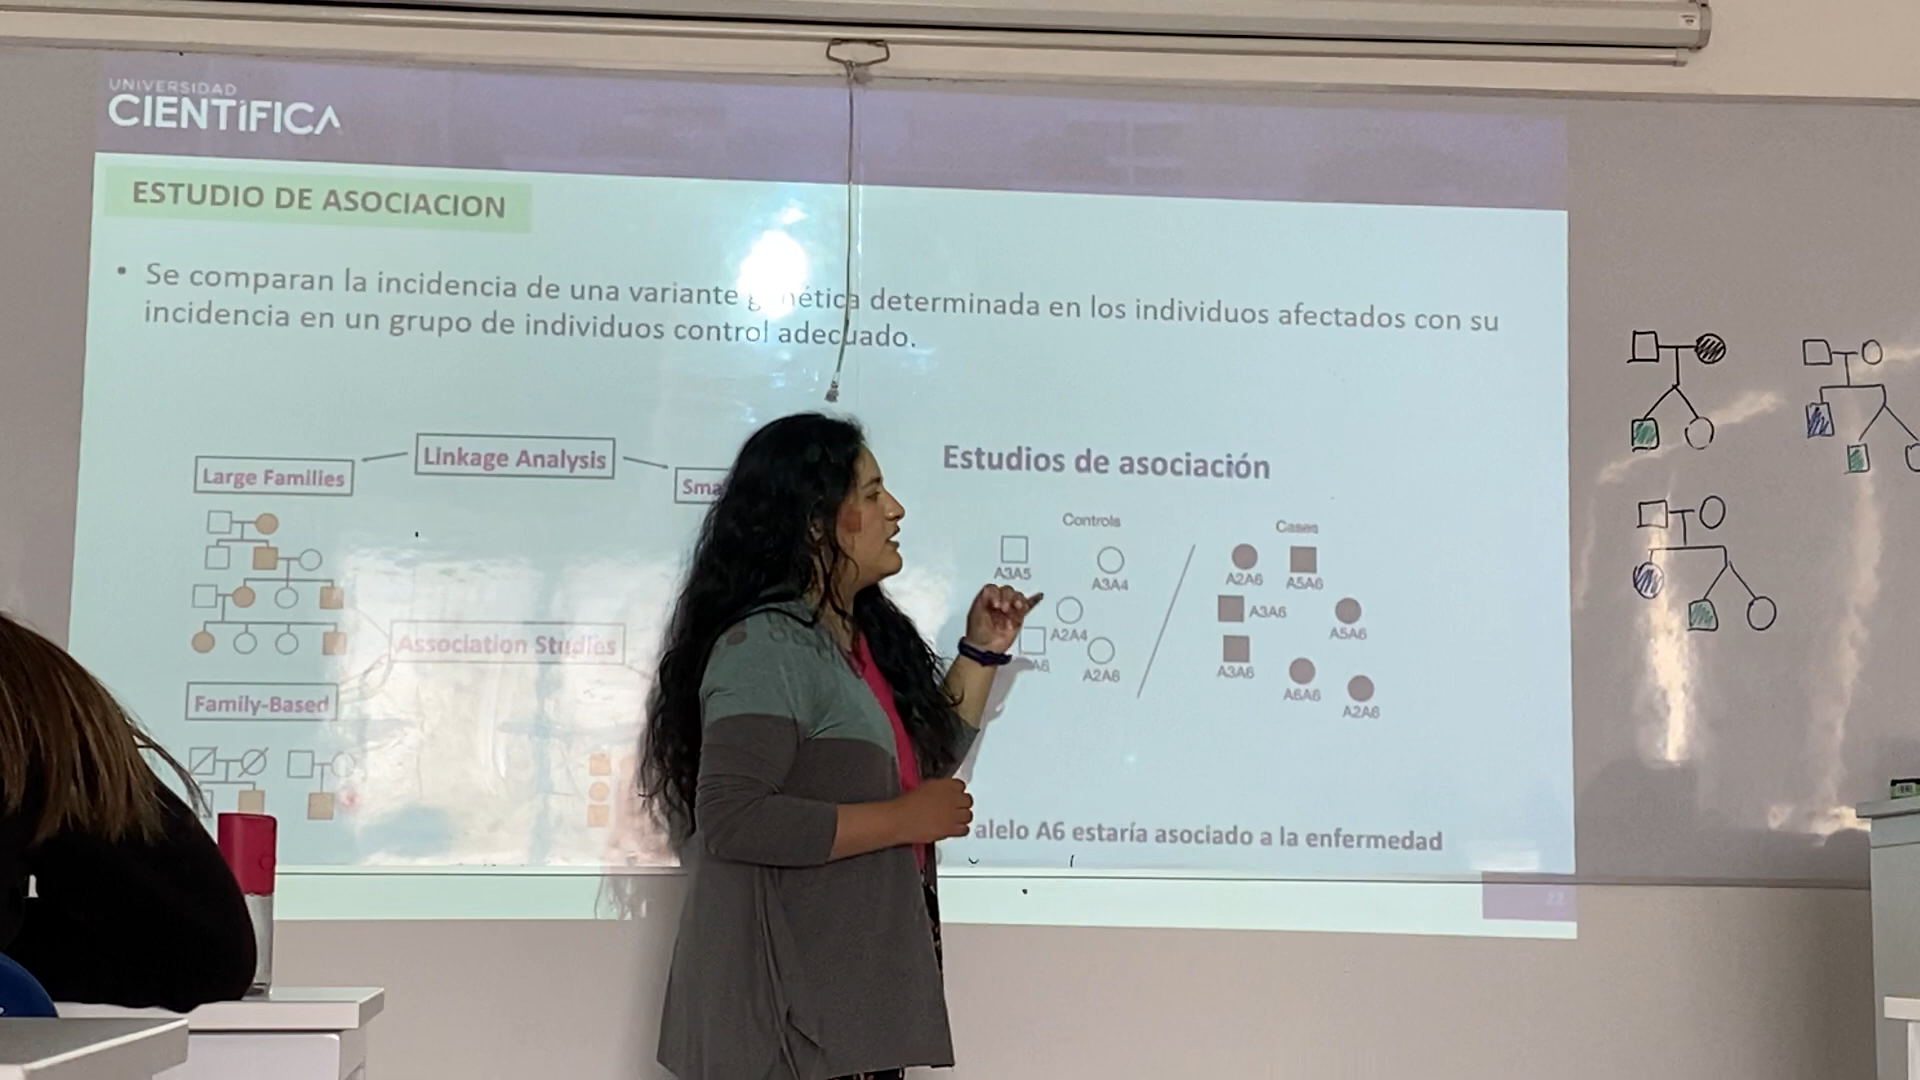 UNIVERSIDAD
CIENTÍFICA
ESTUDIO DE ASOCIACION
• Se comparan la incidencia de una variante genética determinada en los individuos afectados con su
incidencia en un grupo de individuos control adecuado.
Linkage Analysis
Large Families
Association Studies
Family-Based
Estudios de asociación
Controls
A3A5
A3A4
A2A4
A2A6
Cases
A2A6
A5A6
A3A6
A5A6
A3A6
A6A6
A2A6
alelo A6 estaría asociado a la enfermedad
22